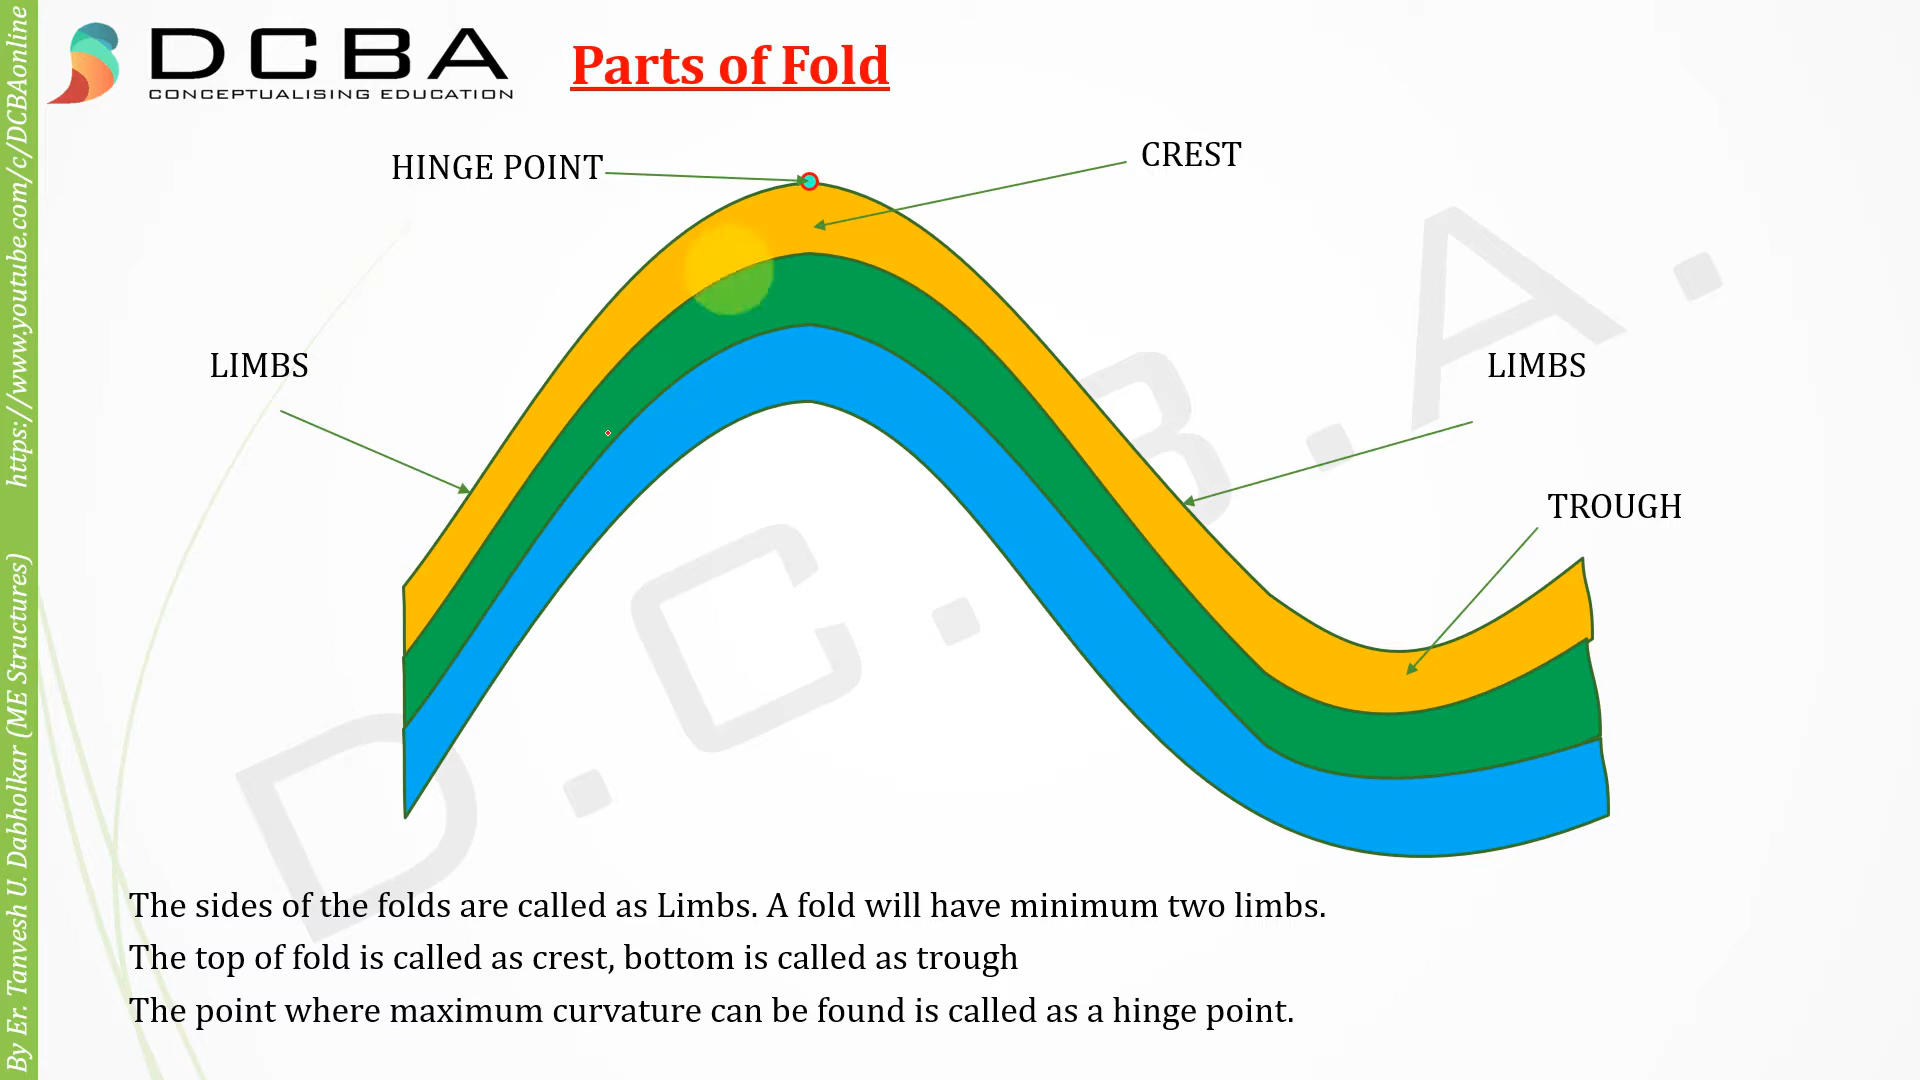 DCBA
CONCEPTUALISING EDUCATION
Parts of Fold
HINGE POINT
CREST
LIMBS
LIMBS
TROUGH
The sides of the folds are called as Limbs. A fold will have minimum two limbs.
The top of fold is called as crest, bottom is called as trough
The point where maximum curvature can be found is called as a hinge point.
By Er. Tanvesh U. Dabholkar (ME Structures) https://www.youtube.com/c/DCBAonline
D.C.B.A.